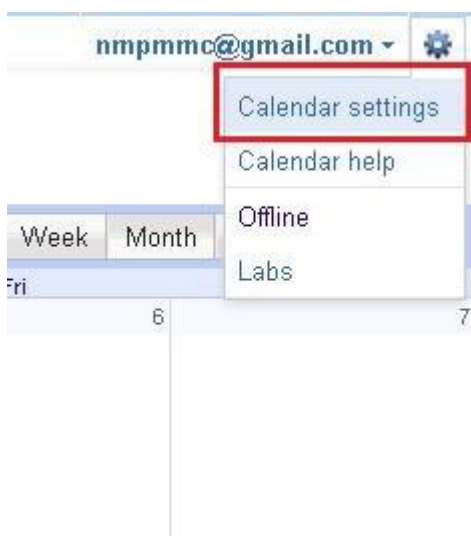 nmpmmc@gmail.com
Calendar settings
Calendar help
Offline
Labs
Week Month
Fri
6 7